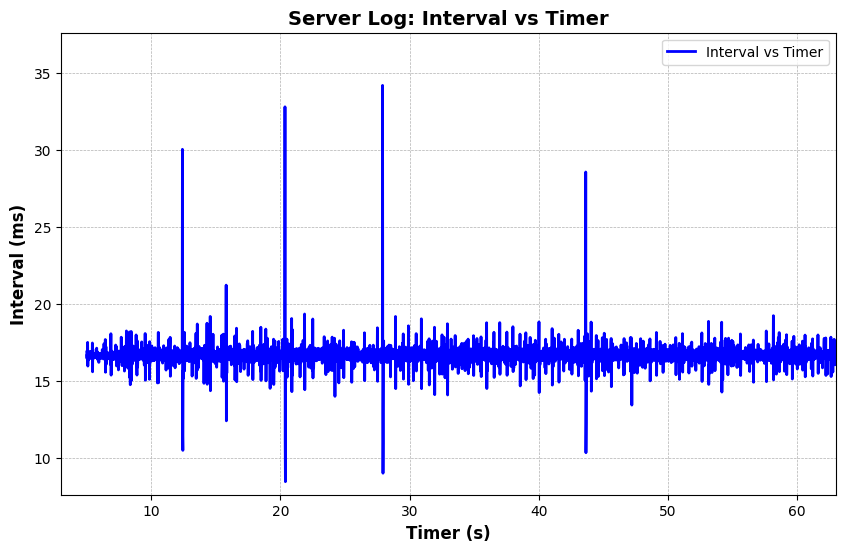 Server Log: Interval vs Timer
Interval vs Timer
Interval (ms)
35
30
25
20
15
10
10 20 30 40 50 60
Timer (s)